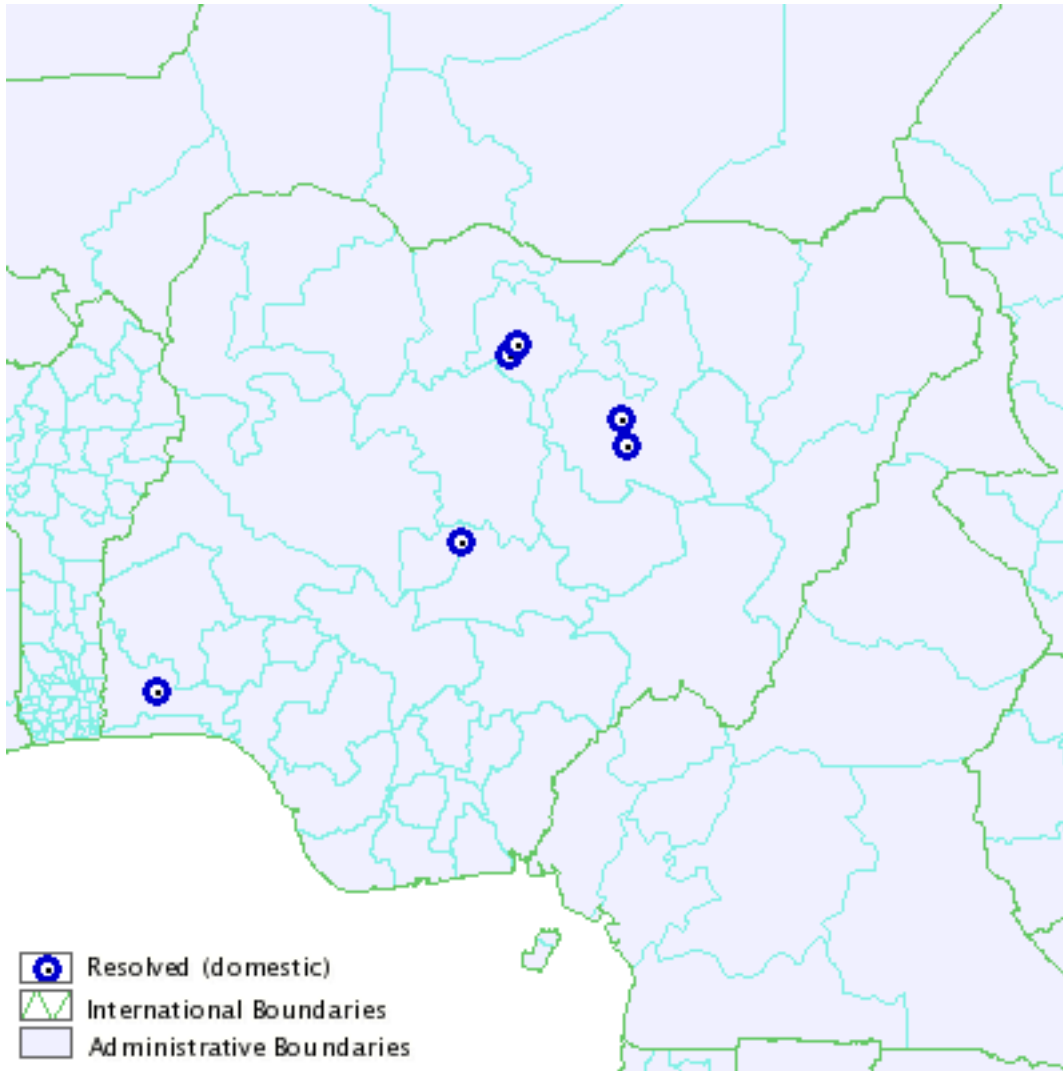 Resolved (domestic)
International Boundaries
Administrative Boundaries